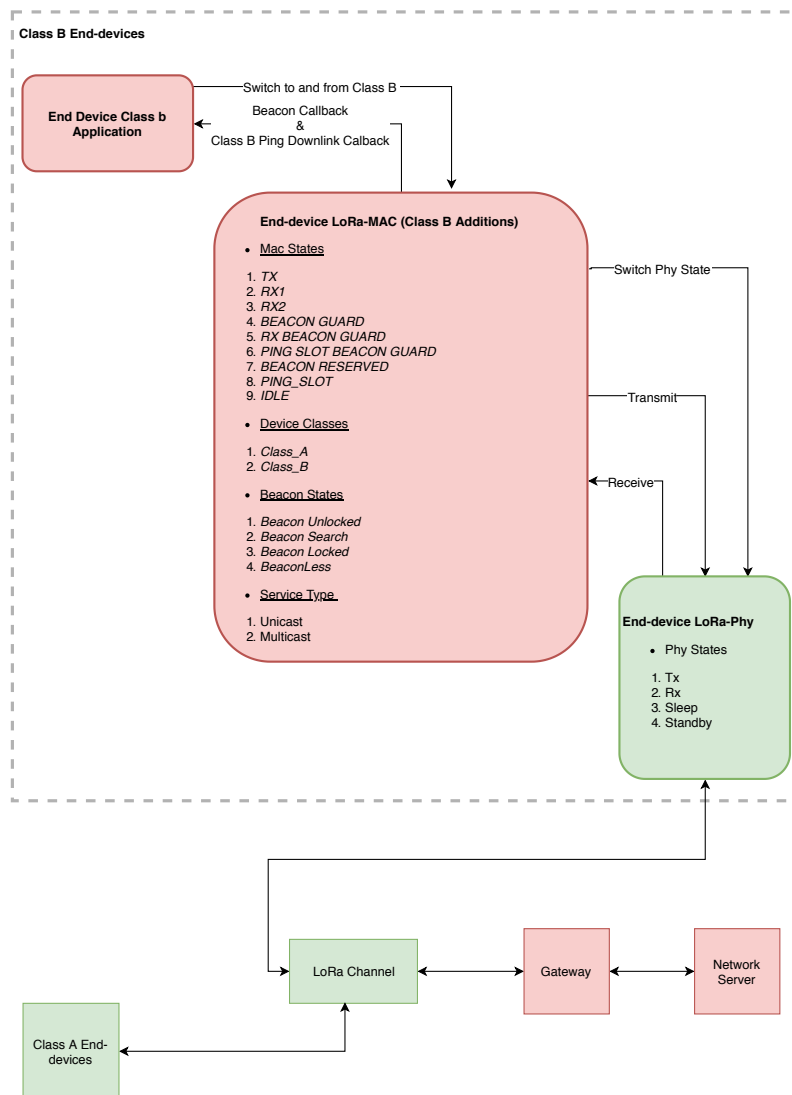 Class B End-devices
End Device Class b
Application
Switch to and from Class B
Beacon Callback
&
Class B Ping Downlink Calback
End-device LoRa-MAC (Class B Additions)
• Mac States
1. TX
2. RX1
3. RX2
4. BEACON GUARD
5. RX BEACON GUARD
6. PING SLOT BEACON GUARD
7. BEACON RESERVED
8. PING_SLOT
9. IDLE
• Device Classes
1. Class_A
2. Class_B
• Beacon States
1. Beacon Unlocked
2. Beacon Search
3. Beacon Locked
4. BeaconLess
• Service Type
1. Unicast
2. Multicast
Switch Phy State
Transmit
Receive
End-device LoRa-Phy
• Phy States
1. Tx
2. Rx
3. Sleep
4. Standby
LoRa Channel
Gateway
Network
Server
Class A End-
devices